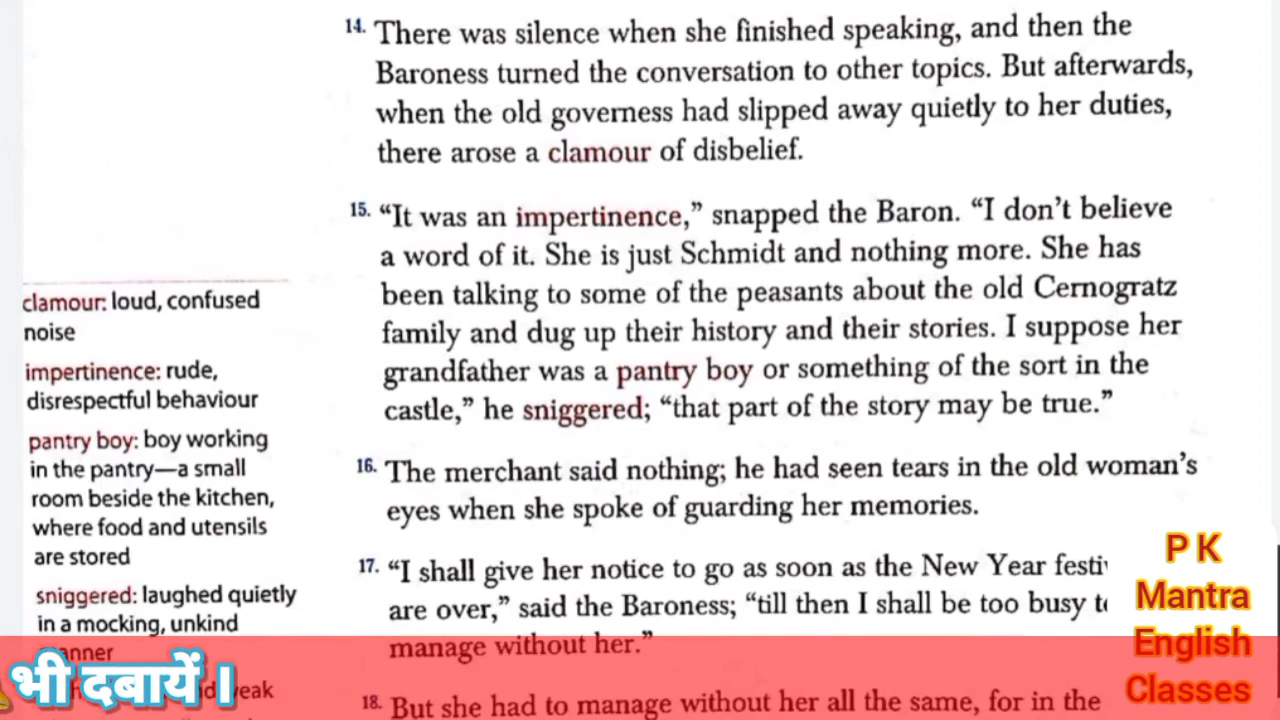 14. There was silence when she finished speaking, and then the
Baroness turned the conversation to other topics. But afterwards,
when the old governess had slipped away quietly to her duties,
there arose a clamour of disbelief.
15. “It was an impertinence,” snapped the Baron. “I don’t believe
a word of it. She is just Schmidt and nothing more. She has
been talking to some of the peasants about the old Cernogratz
family and dug up their history and their stories. I suppose her
grandfather was a pantry boy or something of the sort in the
castle,” he sniggered; “that part of the story may be true.”
16. The merchant said nothing; he had seen tears in the old woman’s
eyes when she spoke of guarding her memories.
17. “I shall give her notice to go as soon as the New Year
are over,” said the Baroness; “till then I shall be too busy
manage without her.”
18. But she had to manage without her all the same, for in the
clamour: loud, confused
noise
impertinence: rude,
disrespectful behaviour
pantry boy: boy working
in the pantry—a small
room beside the kitchen,
where food and utensils
are stored
sniggered: laughed quietly
in a mocking, unkind
भी दबायें ।
P K
Mantra
English
Classes